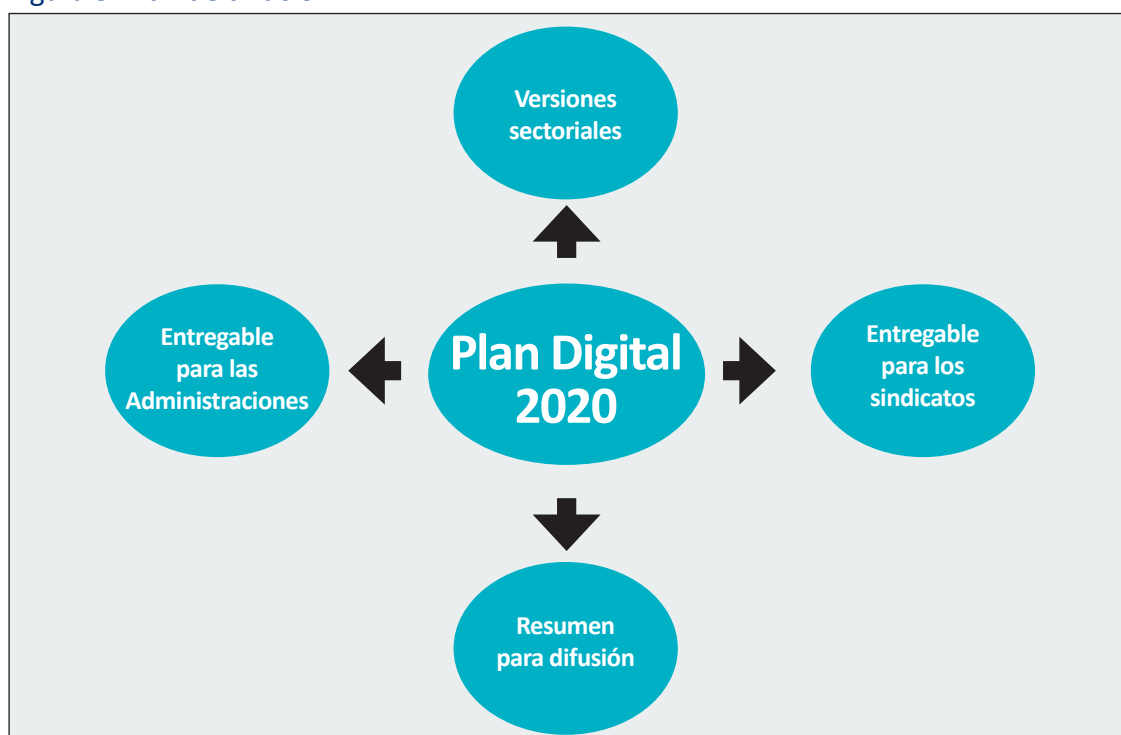 Versiones
sectoriales
Entregable
para las
Administraciones
Plan Digital
2020
Entregable
para los
sindicatos
Resumen
para difusión